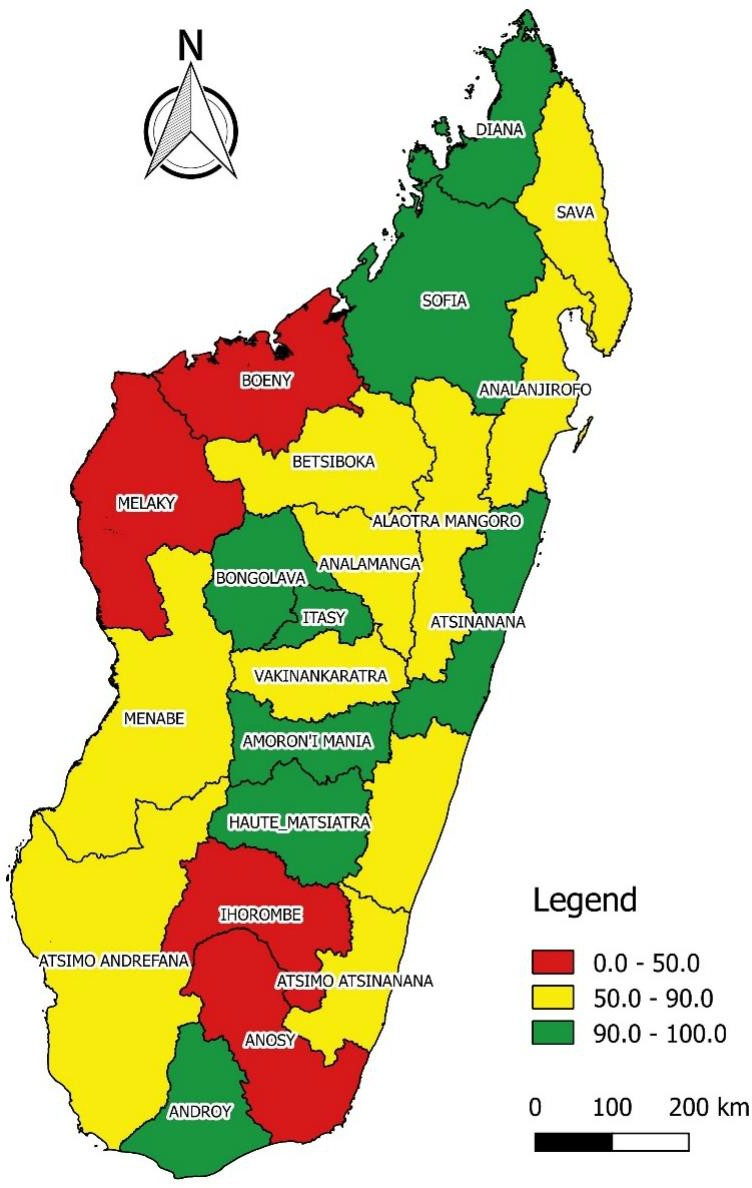 N
DIANA
SAVA
SOFIA
BOENY
ANALANJIROFO
BETSIBOKA
MELAKY
ALAOTRA MANGORO
ANALAMANGA
BONGOLAVA
ITASY
ATSINANANA
VAKINANKARATRA
MENABE
AMORON'I MANIA
HAUTE_MATSIATRA
IHOROMBE
ATSIMO ANDREFANA
ATSIMO ATSINANANA
ANOSY
ANDROY
Legend
0.0 - 50.0
50.0 - 90.0
90.0 - 100.0
0 100 200 km